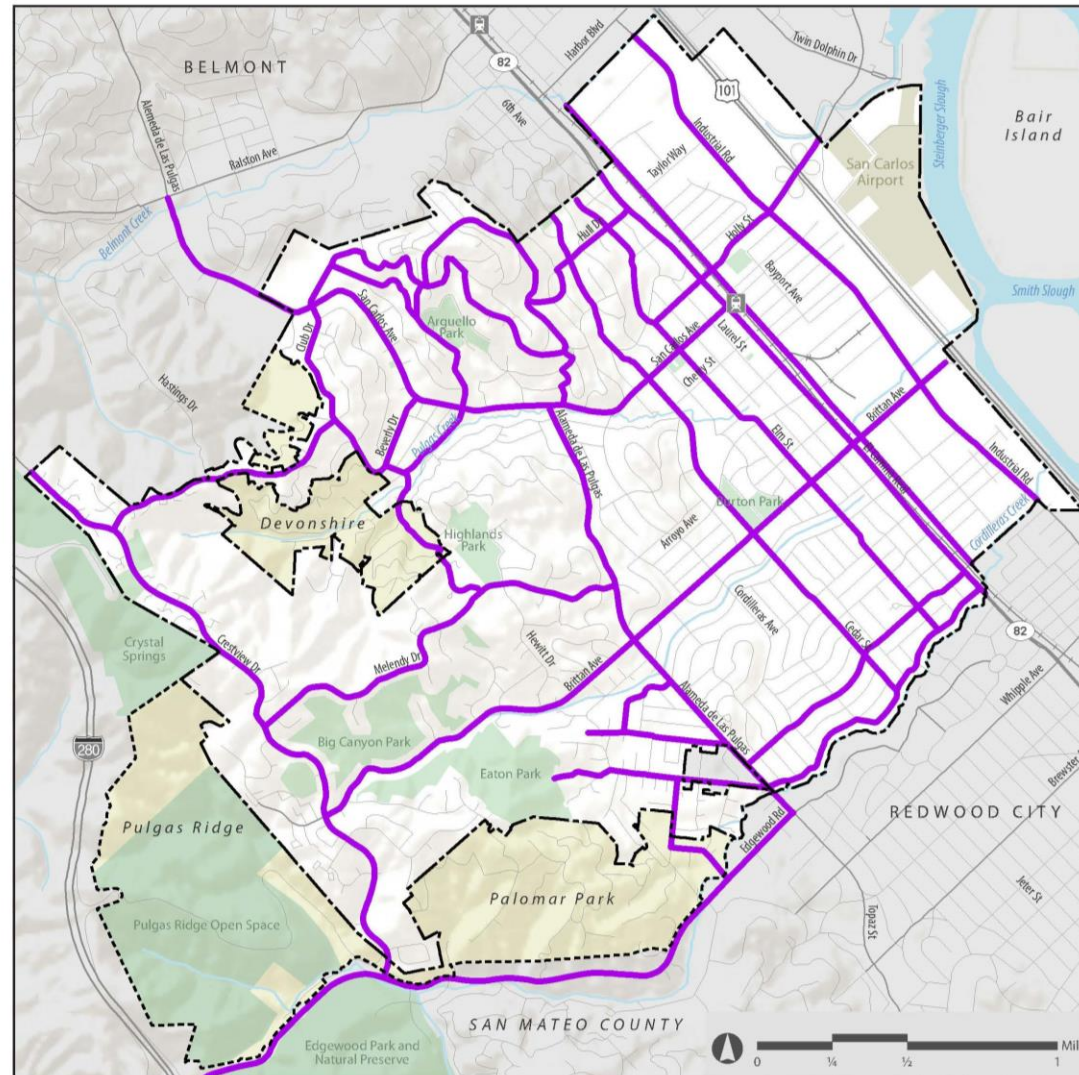 Harbor Blvd
Twin Dolphin Dr
82
BELMONT
101
6th Ave
Steinberger Slough
Bair
Island
Alameda de Las Pulgas
Ralston Ave
Industrial Rd
Taylor Way
San Carlos
Airport
Belmont Creek
Hull Dr
Holly St
Bayport Ave
Smith Slough
San Carlos Ave
Arguello
Park
Club Dr
San Carlos Ave
Laurel St
Cherry St
Hastings Dr
Brittan Ave
Beverly Dr
Pulgas Creek
Alameda de Las Pulgas
Elm St
El Camino Real
Industrial Rd
Burton Park
Cordilleras Creek
Devonshire
Highlands
Park
Arroyo Ave
Cordilleras Ave
82
Crystal
Springs
Crestview Dr
Melendy Dr
Hewitt Dr
Brittan Ave
Cedar St
Whipple Ave
Alameda de Las Pulgas
280
Big Canyon Park
Eaton Park
Brewster
REDWOOD CITY
Pulgas Ridge
Edgewood Rd
Palomar Park
Jeter St
Topaz St
Pulgas Ridge Open Space
SAN MATEO COUNTY
Edgewood Park and
Natural Preserve
0 ¼ ½ 1
Mil